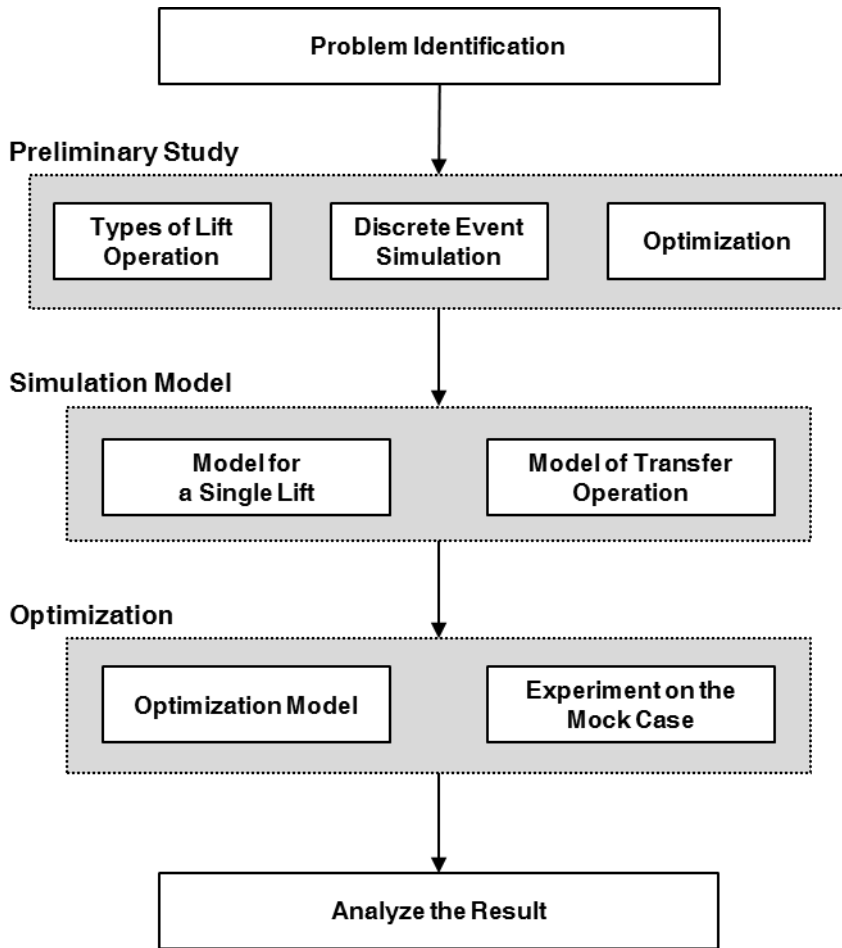 Problem Identification
Preliminary Study
Types of Lift
Operation
Discrete Event
Simulation
Optimization
Simulation Model
Model for
a Single Lift
Model of Transfer
Operation
Optimization
Optimization Model
Experiment on the
Mock Case
Analyze the Result